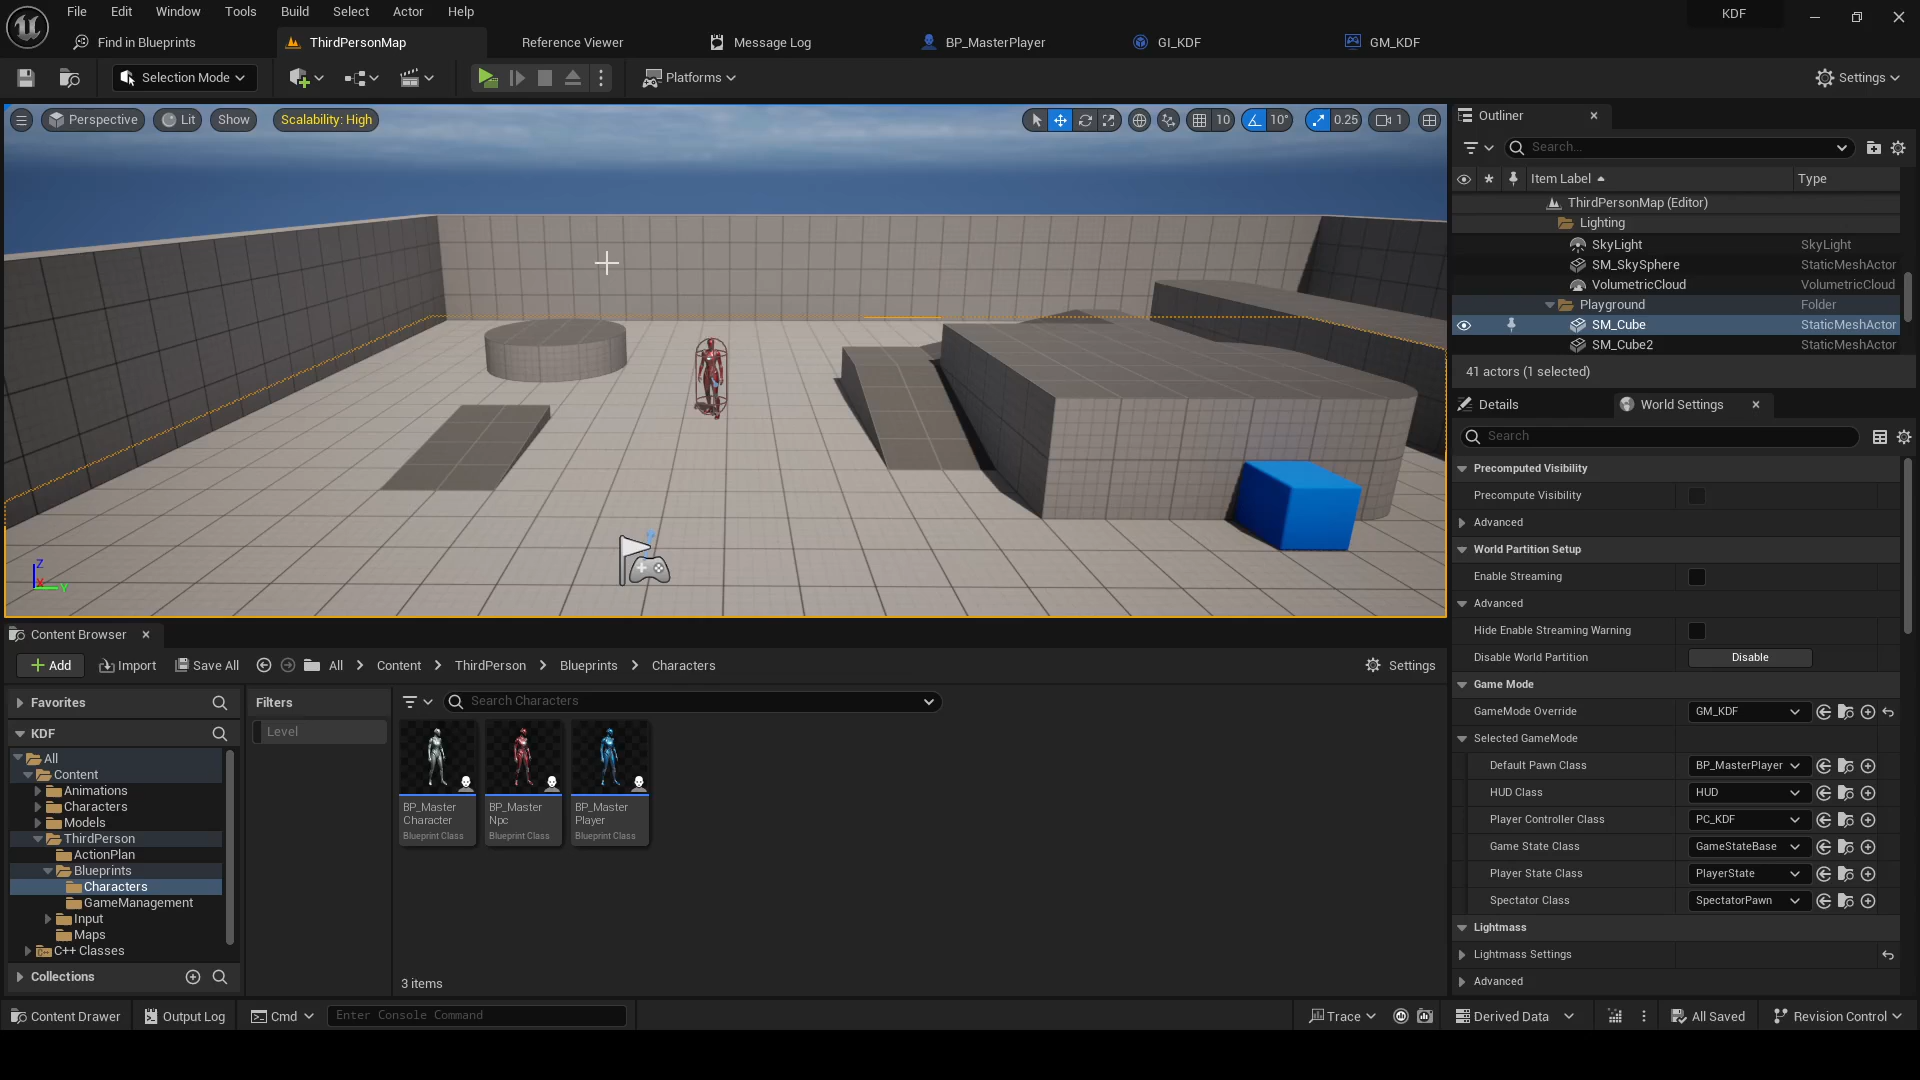 File Edit Window Tools Build Select Actor Help
KDF
Find in Blueprints
ThirdPersonMap
Reference Viewer
Message Log
BP_MasterPlayer
GI_KDF
GM_KDF
Selection Mode
Platforms
Settings
Perspective
Lit
Show
Scalability: High
10
10°
0.25
1
Z
X
Y
Outliner
Search...
Item Label
Type
ThirdPersonMap (Editor)
Lighting
SkyLight SkyLight
SM_SkySphere StaticMeshActor
VolumetricCloud VolumetricCloud
Playground Folder
SM_Cube StaticMeshActor
SM_Cube2 StaticMeshActor
41 actors (1 selected)
Details
World Settings
Search
Precomputed Visibility
Precompute Visibility
Advanced
World Partition Setup
Enable Streaming
Advanced
Hide Enable Streaming Warning
Disable World Partition Disable
Game Mode
GameMode Override GM_KDF
Selected GameMode
Default Pawn Class BP_MasterPlayer
HUD Class HUD
Player Controller Class PC_KDF
Game State Class GameStateBase
Player State Class PlayerState
Spectator Class SpectatorPawn
Lightmass
Lightmass Settings
Advanced
Content Browser
Add
Import
Save All
All
Content
ThirdPerson
Blueprints
Characters
Settings
Favorites
KDF
All
Content
Animations
Characters
Models
ThirdPerson
ActionPlan
Blueprints
Characters
GameManagement
Input
Maps
C++ Classes
Collections
Filters
Level
Search Characters
BP_Master
Character
Blueprint Class
BP_Master
Npc
Blueprint Class
BP_Master
Player
Blueprint Class
3 items
Content Drawer
Output Log
Cmd
Enter Console Command
Trace
Derived Data
All Saved
Revision Control